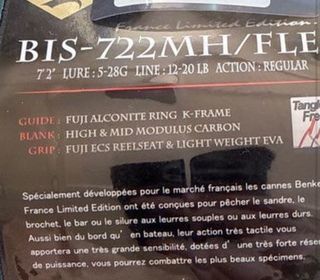 France Limited Edition
BIS-722MH/FLE
7'2" LURE : 5-28G LINE : 12-20 LB ACTION : REGULAR
GUIDE : FUJI ALCONITE RING K-FRAME
BLANK : HIGH & MID MODULUS CARBON
GRIP : FUJI ECS REELSEAT & LIGHT WEIGHT EVA
Tangle
Fre
Spécialement développées pour le marché français les cannes Benke
France Limited Edition ont été conçues pour pêcher le sandre, le
brochet, le bar ou le silure aux leurres souples ou aux leurres durs.
Aussi bien du bord qu' en bateau, leur action très tactile vous
apportera une très grande sensibilité, dotées d' une très forte réser
de puissance, vous pourrez combattre les plus beaux spécimens.